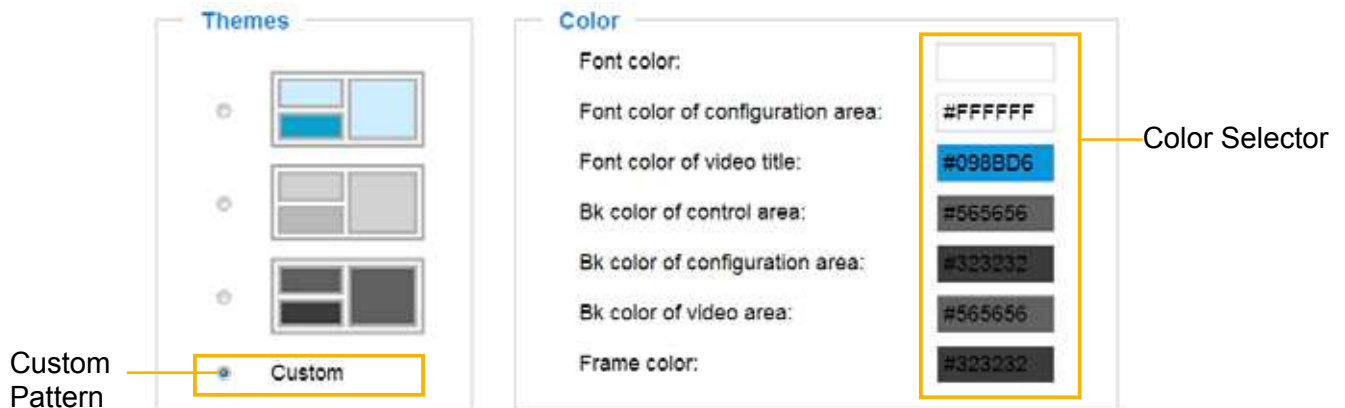 Themes
Custom
Custom
Pattern
Color
Font color:
Font color of configuration area: #FFFFFF
Font color of video title: #098BD6
Bk color of control area: #565656
Bk color of configuration area: #323232
Bk color of video area: #565656
Frame color: #323232
Color Selector